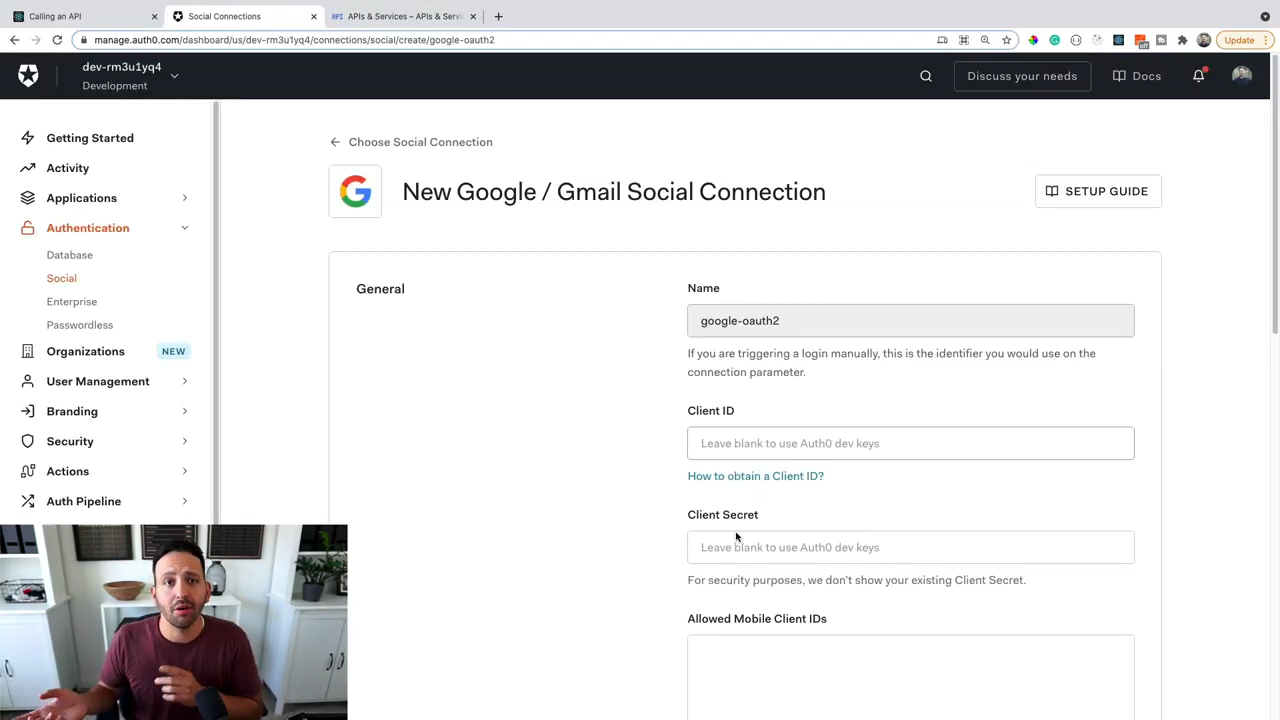 Calling an API
Social Connections
API APIs & Services – APIs & Servic
manage.auth0.com/dashboard/us/dev-rm3u1yq4/connections/social/create/google-oauth2
off
Update
dev-rm3u1yq4
Development
Discuss your needs
Docs
Getting Started
Activity
Applications
Authentication
Database
Social
Enterprise
Passwordless
Organizations NEW
User Management
Branding
Security
Actions
Auth Pipeline
Choose Social Connection
New Google / Gmail Social Connection
SETUP GUIDE
General
Name
google-oauth2
If you are triggering a login manually, this is the identifier you would use on the
connection parameter.
Client ID
Leave blank to use Auth0 dev keys
How to obtain a Client ID?
Client Secret
Leave blank to use Auth0 dev keys
For security purposes, we don't show your existing Client Secret.
Allowed Mobile Client IDs